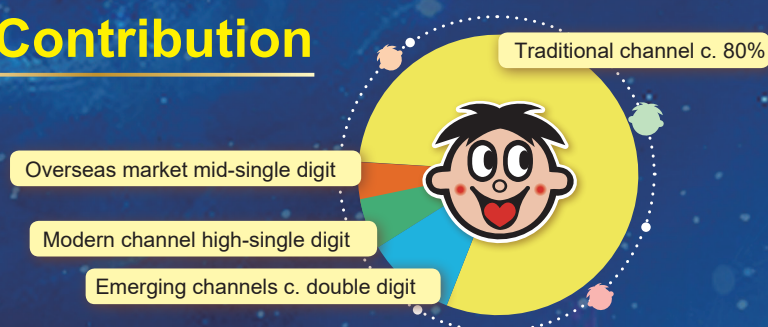 Contribution
Traditional channel c. 80%
Overseas market mid-single digit
Modern channel high-single digit
Emerging channels c. double digit